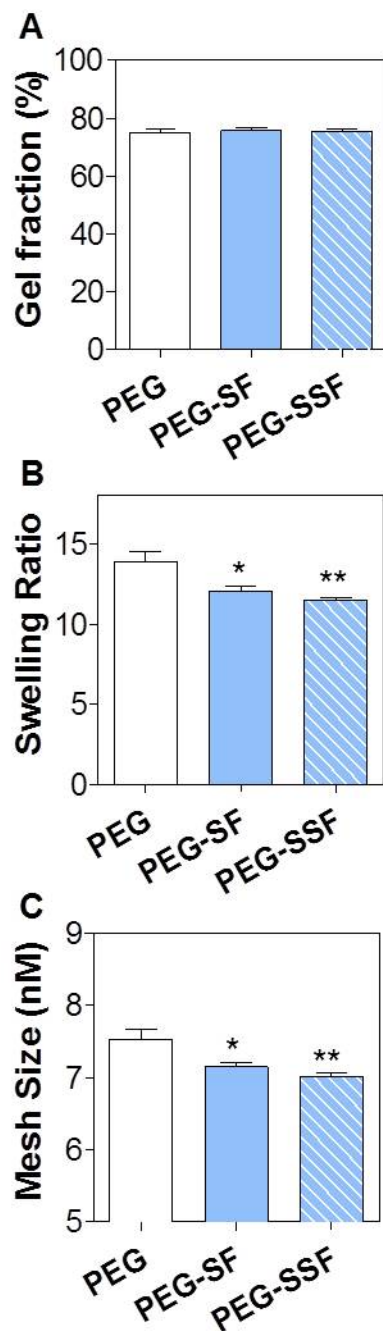 A
Gel fraction (%)
100
80
60
40
20
0
PEG
PEG-SF
PEG-SSF
B
Swelling Ratio
15
10
5
0
*
**
PEG
PEG-SF
PEG-SSF
C
Mesh Size (nM)
9
8
7
6
5
*
**
PEG
PEG-SF
PEG-SSF